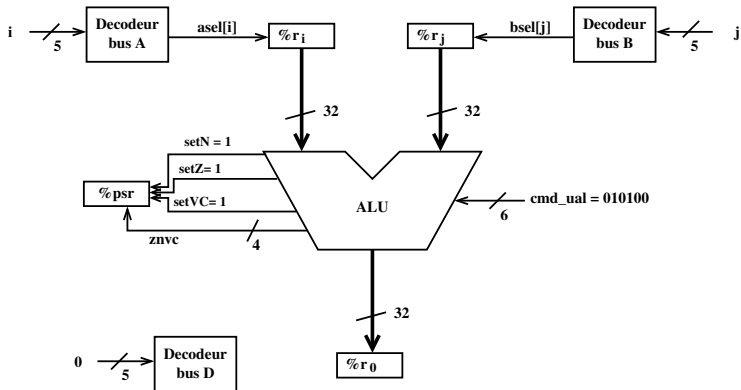 i
5
Decodeur
bus A
asel[i]
%r i
%r j
bsel[j]
Decodeur
bus B
5
j
32
32
setN = 1
setZ= 1
%psr
setVC= 1
znvc
4
ALU
cmd_ual = 010100
6
32
0
5
Decodeur
bus D
%r 0